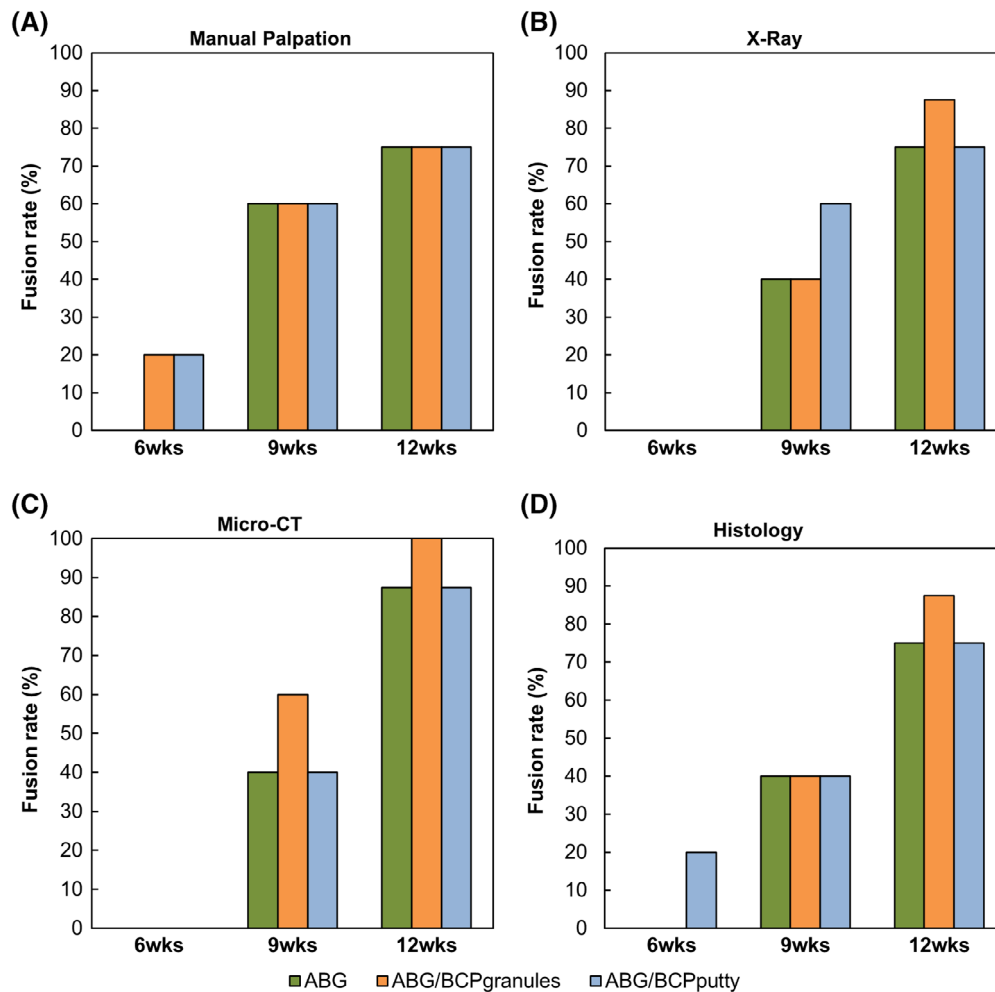 (A)
Manual Palpation
Fusion rate (%)
100
90
80
70
60
50
40
30
20
10
0
6wks 9wks 12wks
(B)
X-Ray
Fusion rate (%)
100
90
80
70
60
50
40
30
20
10
0
6wks 9wks 12wks
(C)
Micro-CT
Fusion rate (%)
100
90
80
70
60
50
40
30
20
10
0
6wks 9wks 12wks
(D)
Histology
Fusion rate (%)
100
90
80
70
60
50
40
30
20
10
0
6wks 9wks 12wks
ABG ABG/BCPgranules ABG/BCPputty